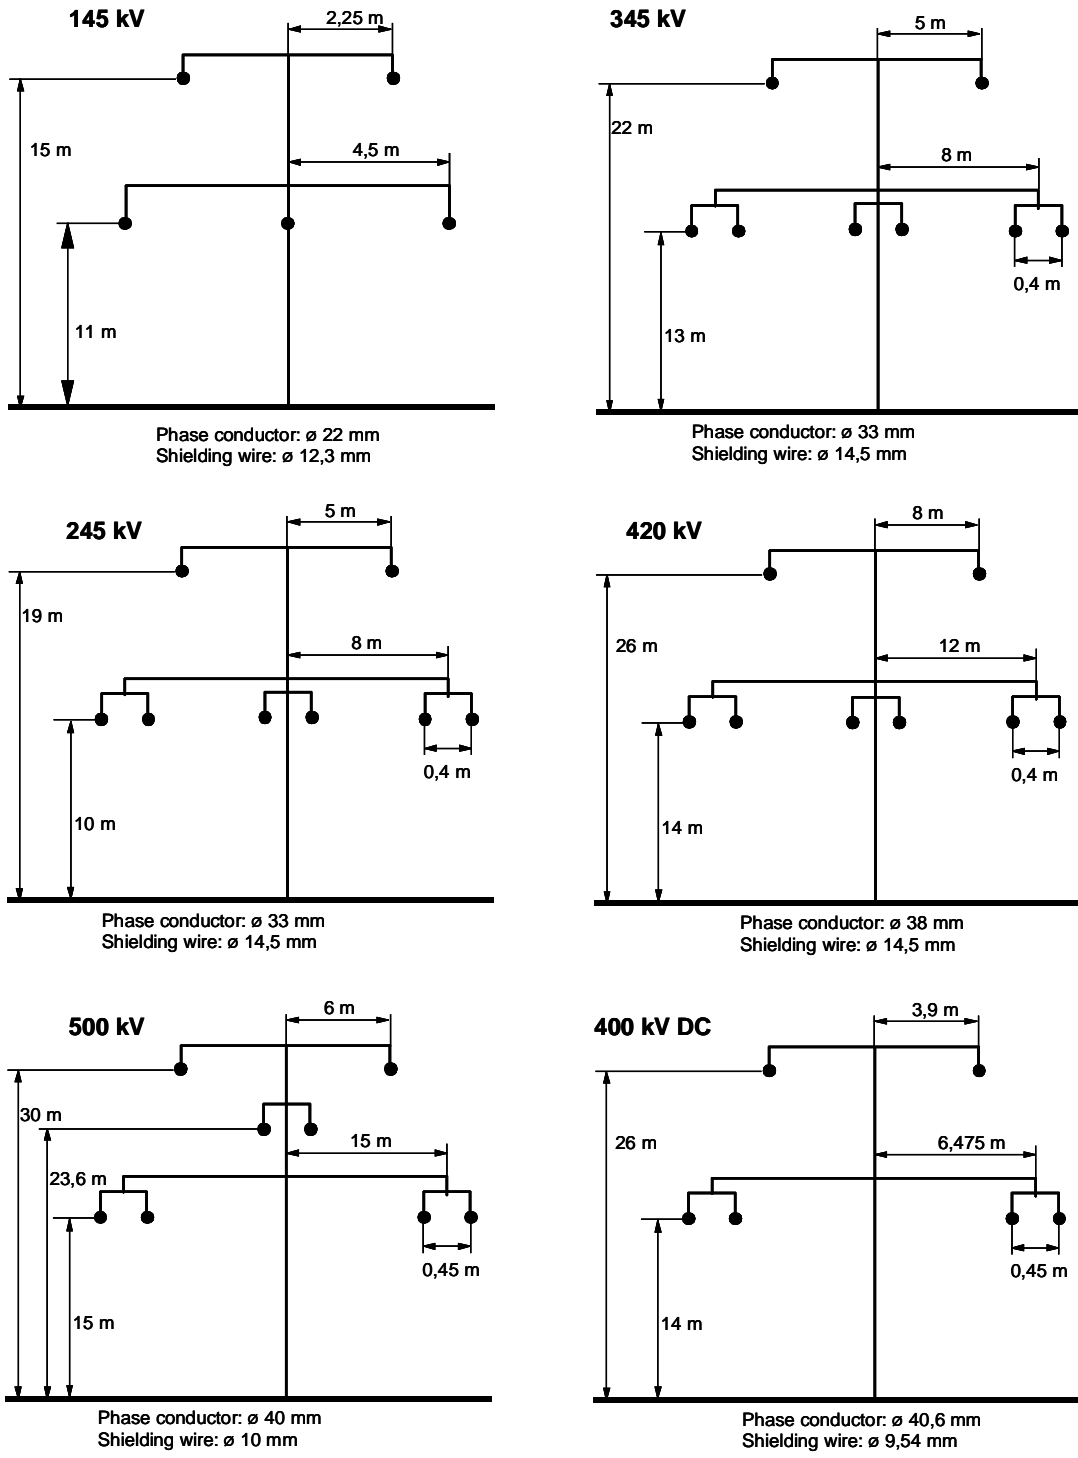 145 kV
2,25 m
15 m
4,5 m
11 m
Phase conductor: ø 22 mm
Shielding wire: ø 12,3 mm
345 kV
5 m
22 m
8 m
0,4 m
13 m
Phase conductor: ø 33 mm
Shielding wire: ø 14,5 mm
245 kV
5 m
19 m
8 m
0,4 m
10 m
Phase conductor: ø 33 mm
Shielding wire: ø 14,5 mm
420 kV
8 m
26 m
12 m
0,4 m
14 m
Phase conductor: ø 38 mm
Shielding wire: ø 14,5 mm
500 kV
6 m
30 m
15 m
23,6 m
0,45 m
15 m
Phase conductor: ø 40 mm
Shielding wire: ø 10 mm
400 kV DC
3,9 m
26 m
6,475 m
0,45 m
14 m
Phase conductor: ø 40,6 mm
Shielding wire: ø 9,54 mm